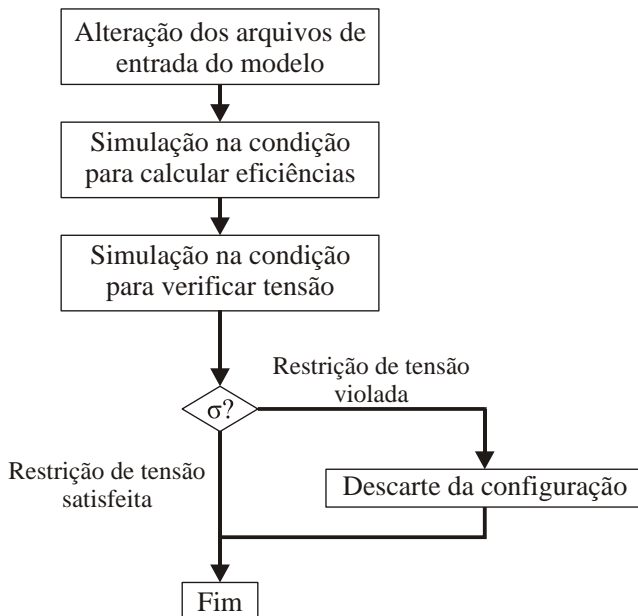 Alteração dos arquivos de
entrada do modelo
Simulação na condição
para calcular eficiências
Simulação na condição
para verificar tensão
Restrição de tensão
violada
σ?
Restrição de tensão
satisfeita
Descarte da configuração
Fim